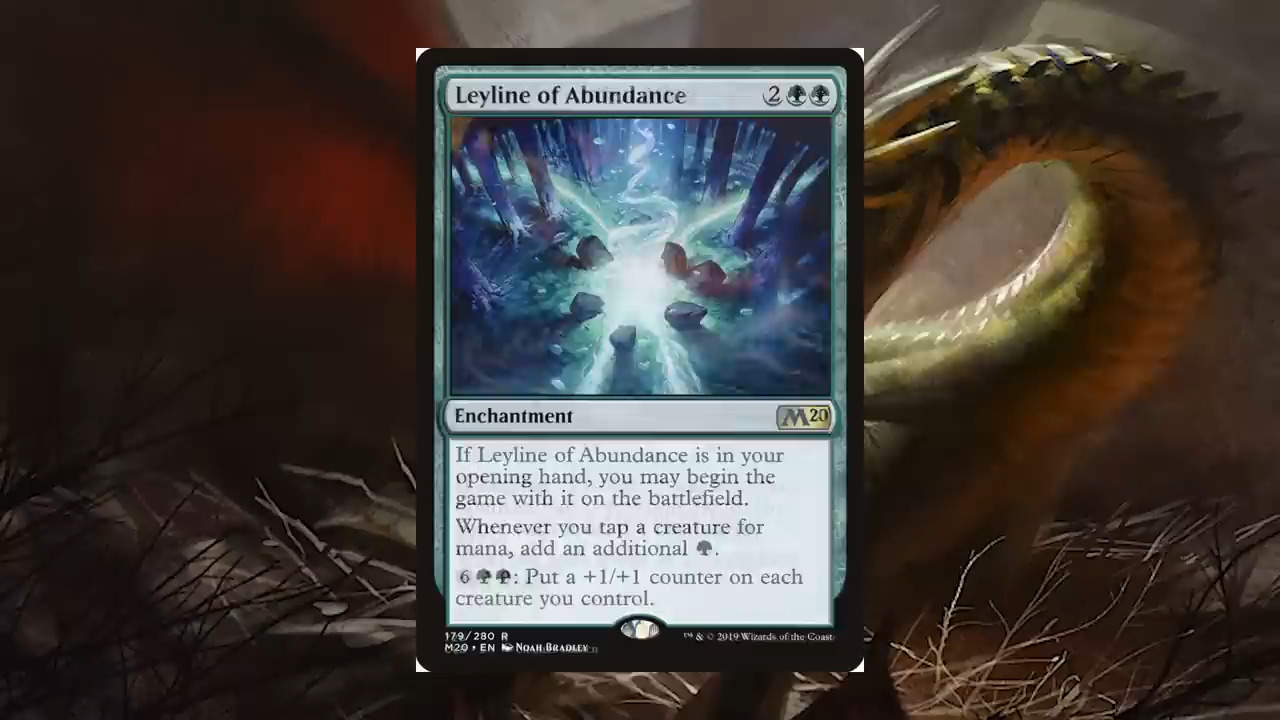 Leyline of Abundance 2
Enchantment M20
If Leyline of Abundance is in your
opening hand, you may begin the
game with it on the battlefield.
Whenever you tap a creature for
mana, add an additional .
6 : Put a +1/+1 counter on each
creature you control.
179/280 R ™ & © 2019 Wizards of the Coast
M20 • EN NOAH BRADLEY